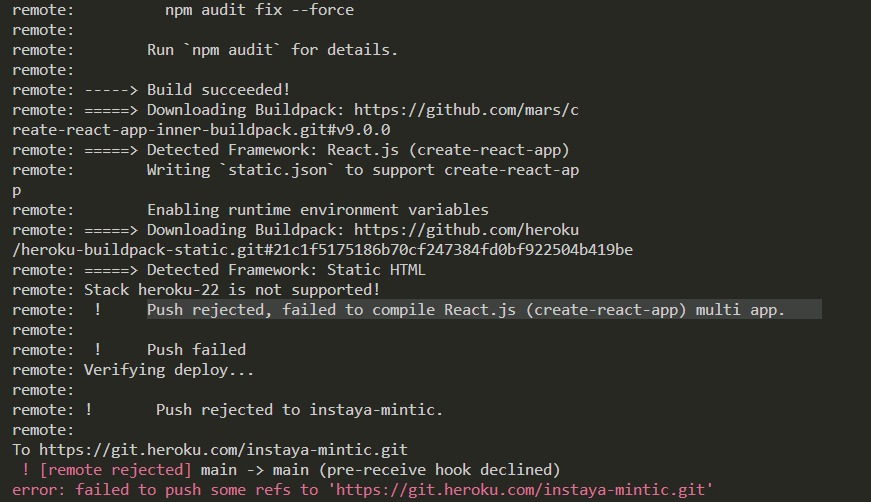 remote:          npm audit fix --force
remote:
remote:        Run `npm audit` for details.
remote:
remote: -----> Build succeeded!
remote: =====> Downloading Buildpack: https://github.com/mars/c
reate-react-app-inner-buildpack.git#v9.0.0
remote: =====> Detected Framework: React.js (create-react-app)
remote:        Writing `static.json` to support create-react-ap
p
remote:        Enabling runtime environment variables
remote: =====> Downloading Buildpack: https://github.com/heroku
/heroku-buildpack-static.git#21c1f5175186b70cf247384fd0bf922504b419be
remote: =====> Detected Framework: Static HTML
remote: Stack heroku-22 is not supported!
remote:  !     Push rejected, failed to compile React.js (create-react-app) multi app.
remote:
remote:  !     Push failed
remote: Verifying deploy...
remote:
remote: !       Push rejected to instaya-mintic.
remote:
To https://git.heroku.com/instaya-mintic.git
 ! [remote rejected] main -> main (pre-receive hook declined)
error: failed to push some refs to 'https://git.heroku.com/instaya-mintic.git'